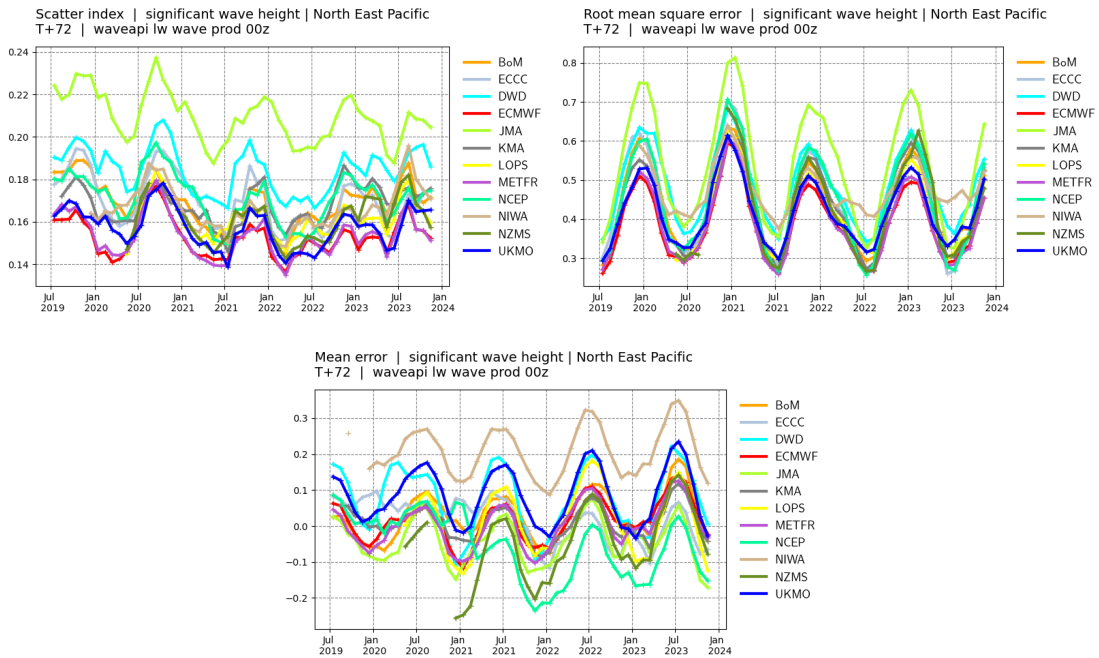 Scatter index | significant wave height | North East Pacific
T+72 | waveapi lw wave prod 00z
0.24
0.22
0.20
0.18
0.16
0.14
Jul 2019
Jan 2020
Jul 2020
Jan 2021
Jul 2021
Jan 2022
Jul 2022
Jan 2023
Jul 2023
Jan 2024
BoM
ECCC
DWD
ECMWF
JMA
KMA
LOPS
METFR
NCEP
NIWA
NZMS
UKMO
Root mean square error | significant wave height | North East Pacific
T+72 | waveapi lw wave prod 00z
0.8
0.7
0.6
0.5
0.4
0.3
Jul 2019
Jan 2020
Jul 2020
Jan 2021
Jul 2021
Jan 2022
Jul 2022
Jan 2023
Jul 2023
Jan 2024
BoM
ECCC
DWD
ECMWF
JMA
KMA
LOPS
METFR
NCEP
NIWA
NZMS
UKMO
Mean error | significant wave height | North East Pacific
T+72 | waveapi lw wave prod 00z
0.3
0.2
0.1
0.0
−0.1
−0.2
Jul 2019
Jan 2020
Jul 2020
Jan 2021
Jul 2021
Jan 2022
Jul 2022
Jan 2023
Jul 2023
Jan 2024
BoM
ECCC
DWD
ECMWF
JMA
KMA
LOPS
METFR
NCEP
NIWA
NZMS
UKMO